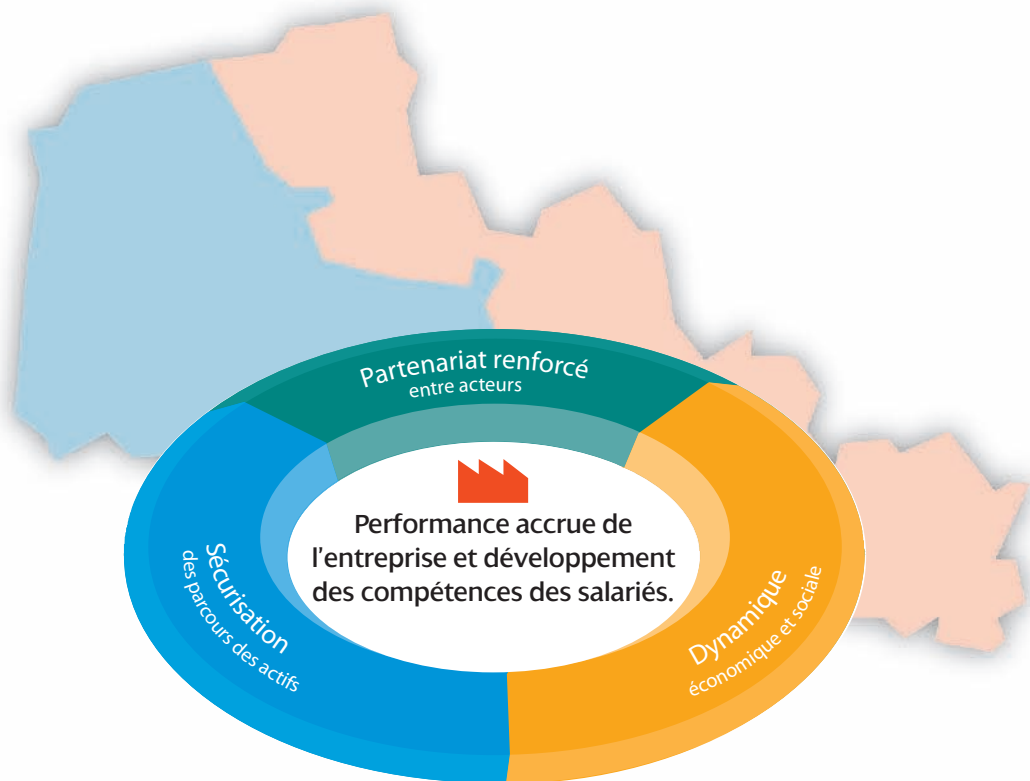 Partenariat renforcé
entre acteurs
Performance accrue de
l’entreprise et développement
des compétences des salariés.
Sécurisation
des parcours des actifs
Dynamique
économique et sociale